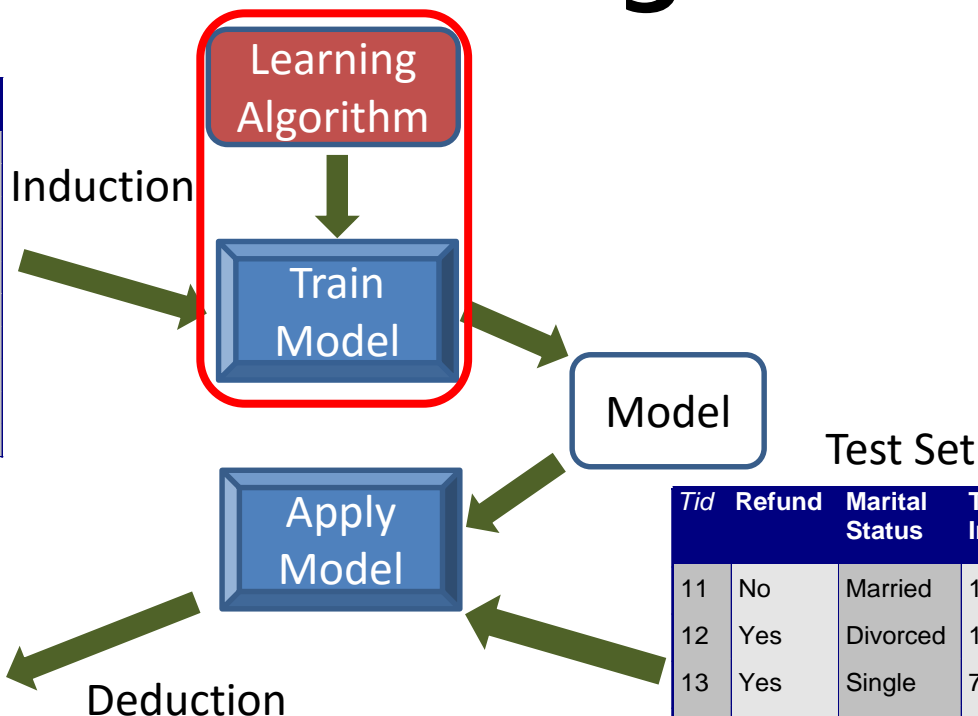 Learning
Algorithm
Induction
Train
Model
Model
Test Set
Apply
Model
Tid Refund Marital
Status
11 No Married
12 Yes Divorced
13 Yes Single
Deduction